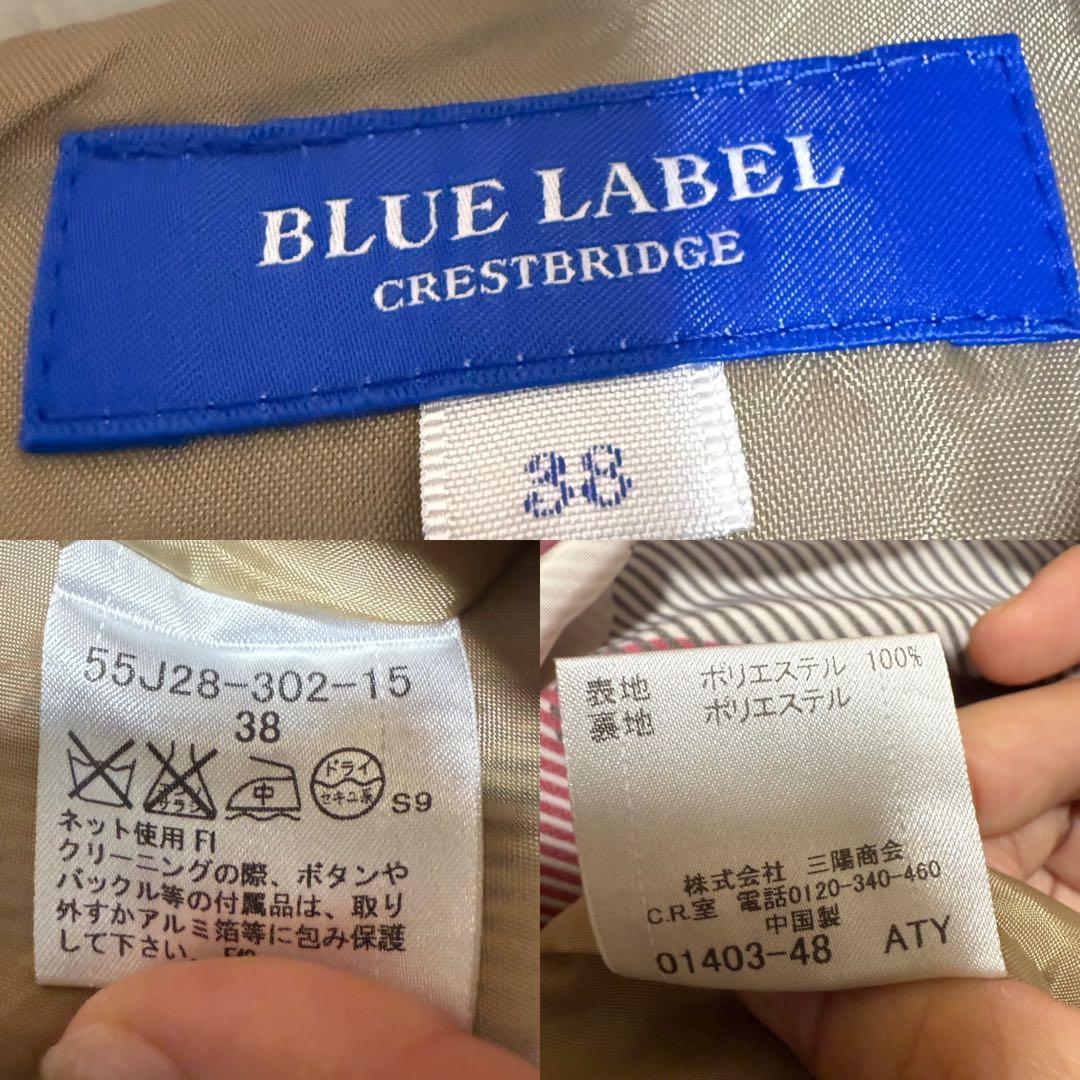 BLUE LABEL
CRESTBRIDGE
38
55J28-302-15
38
サラシ
中
ドライ
セキユ系
S9
ネット使用 F1
クリーニングの際、ボタンや
バックル等の付属品は、取り
外すかアルミ箔等に包み保護
して下さい。
表地 ポリエステル 100%
裏地 ポリエステル
株式会社 三陽商会
C.R.室 電話0120-340-460
中国製
01403-48 ATY